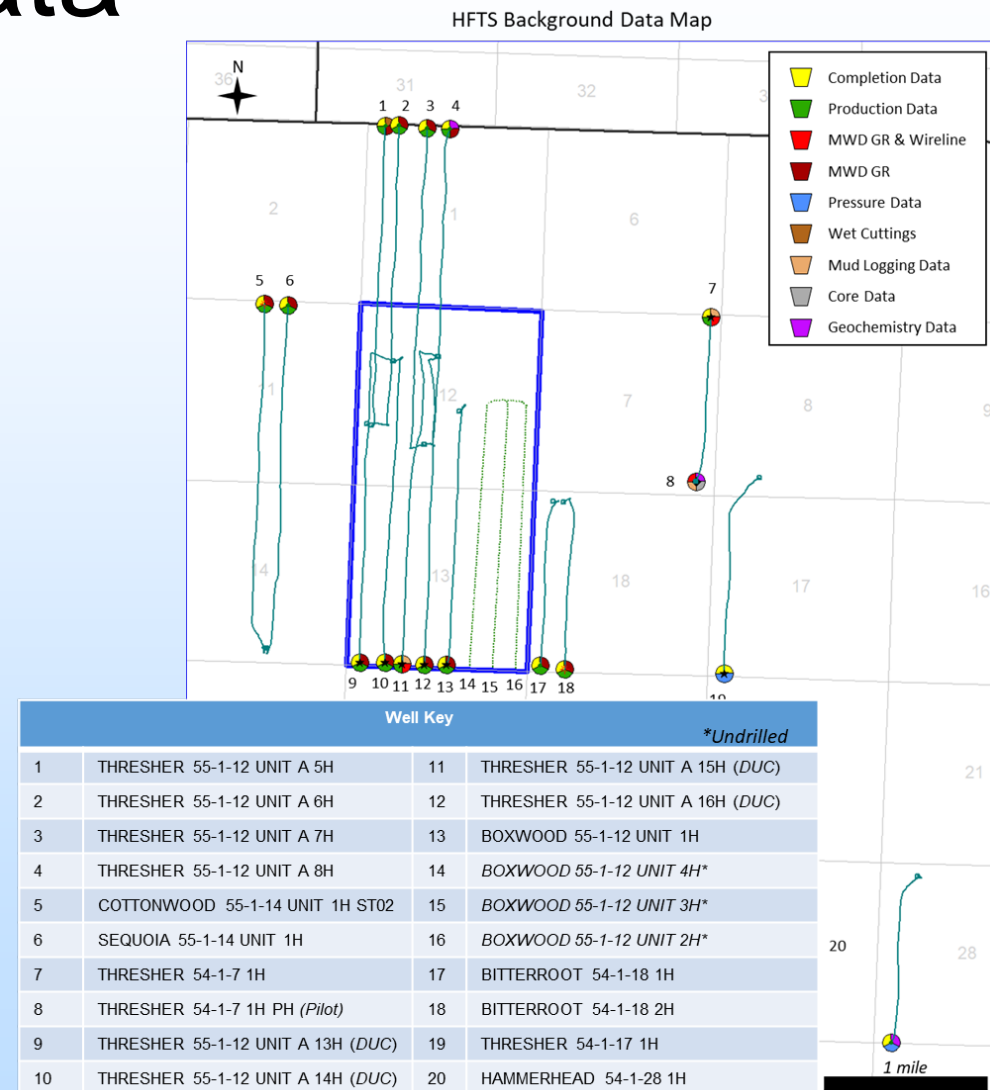 HFTS Background Data Map
N
36
31
32
Completion Data
Production Data
MWD GR & Wireline
MWD GR
Pressure Data
Wet Cuttings
Mud Logging Data
Core Data
Geochemistry Data
1 2 3 4
2
1
6
5 6
7
11
12
7
8
9
8
14
13
18
17
16
9 10 11 12 13 14 15 16 17 18
19
21
20
28
1 mile
Well Key
*Undrilled
1 THRESHER 55-1-12 UNIT A 5H 11 THRESHER 55-1-12 UNIT A 15H (DUC)
2 THRESHER 55-1-12 UNIT A 6H 12 THRESHER 55-1-12 UNIT A 16H (DUC)
3 THRESHER 55-1-12 UNIT A 7H 13 BOXWOOD 55-1-12 UNIT 1H
4 THRESHER 55-1-12 UNIT A 8H 14 BOXWOOD 55-1-12 UNIT 4H*
5 COTTONWOOD 55-1-14 UNIT 1H ST02 15 BOXWOOD 55-1-12 UNIT 3H*
6 SEQUOIA 55-1-14 UNIT 1H 16 BOXWOOD 55-1-12 UNIT 2H*
7 THRESHER 54-1-7 1H 17 BITTERROOT 54-1-18 1H
8 THRESHER 54-1-7 1H PH (Pilot) 18 BITTERROOT 54-1-18 2H
9 THRESHER 55-1-12 UNIT A 13H (DUC) 19 THRESHER 54-1-17 1H
10 THRESHER 55-1-12 UNIT A 14H (DUC) 20 HAMMERHEAD 54-1-28 1H